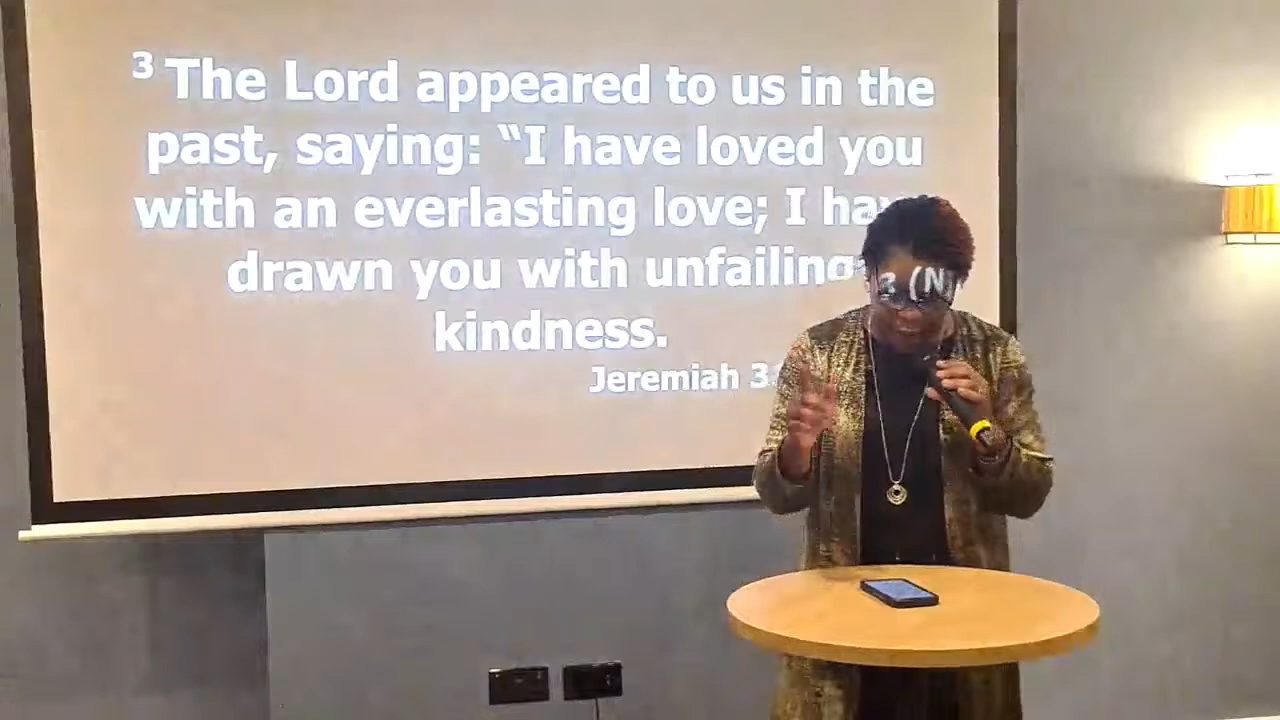 3 The Lord appeared to us in the
past, saying: “I have loved you
with an everlasting love; I
drawn you with unfailing
kindness.
Jeremiah